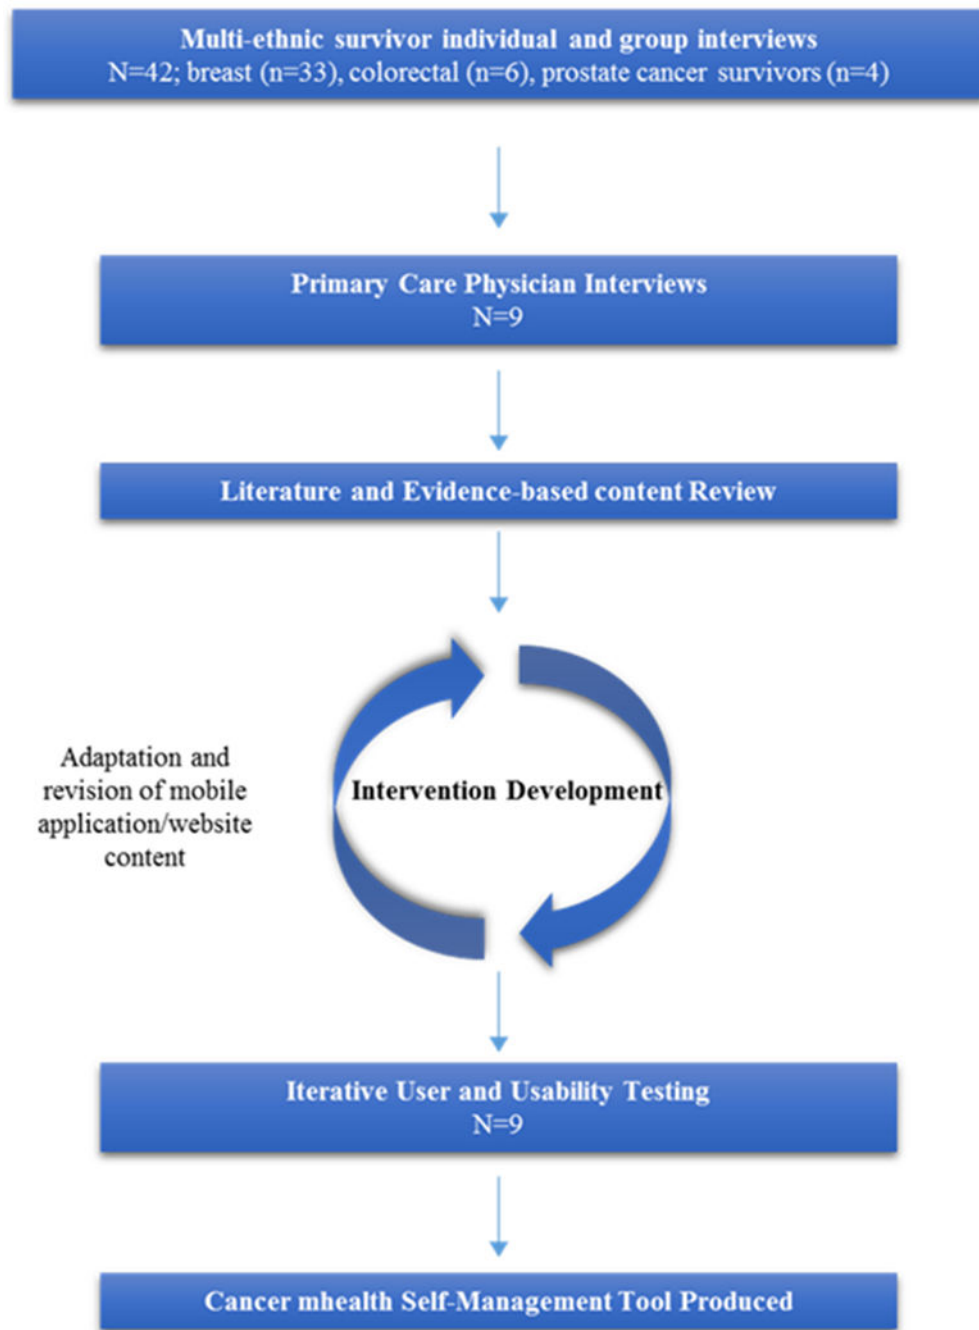 Multi-ethnic survivor individual and group interviews
N=42; breast (n=33), colorectal (n=6), prostate cancer survivors (n=4)
Primary Care Physician Interviews
N=9
Literature and Evidence-based content Review
Adaptation and
revision of mobile
application/website
content
Intervention Development
Iterative User and Usability Testing
N=9
Cancer mhealth Self-Management Tool Produced